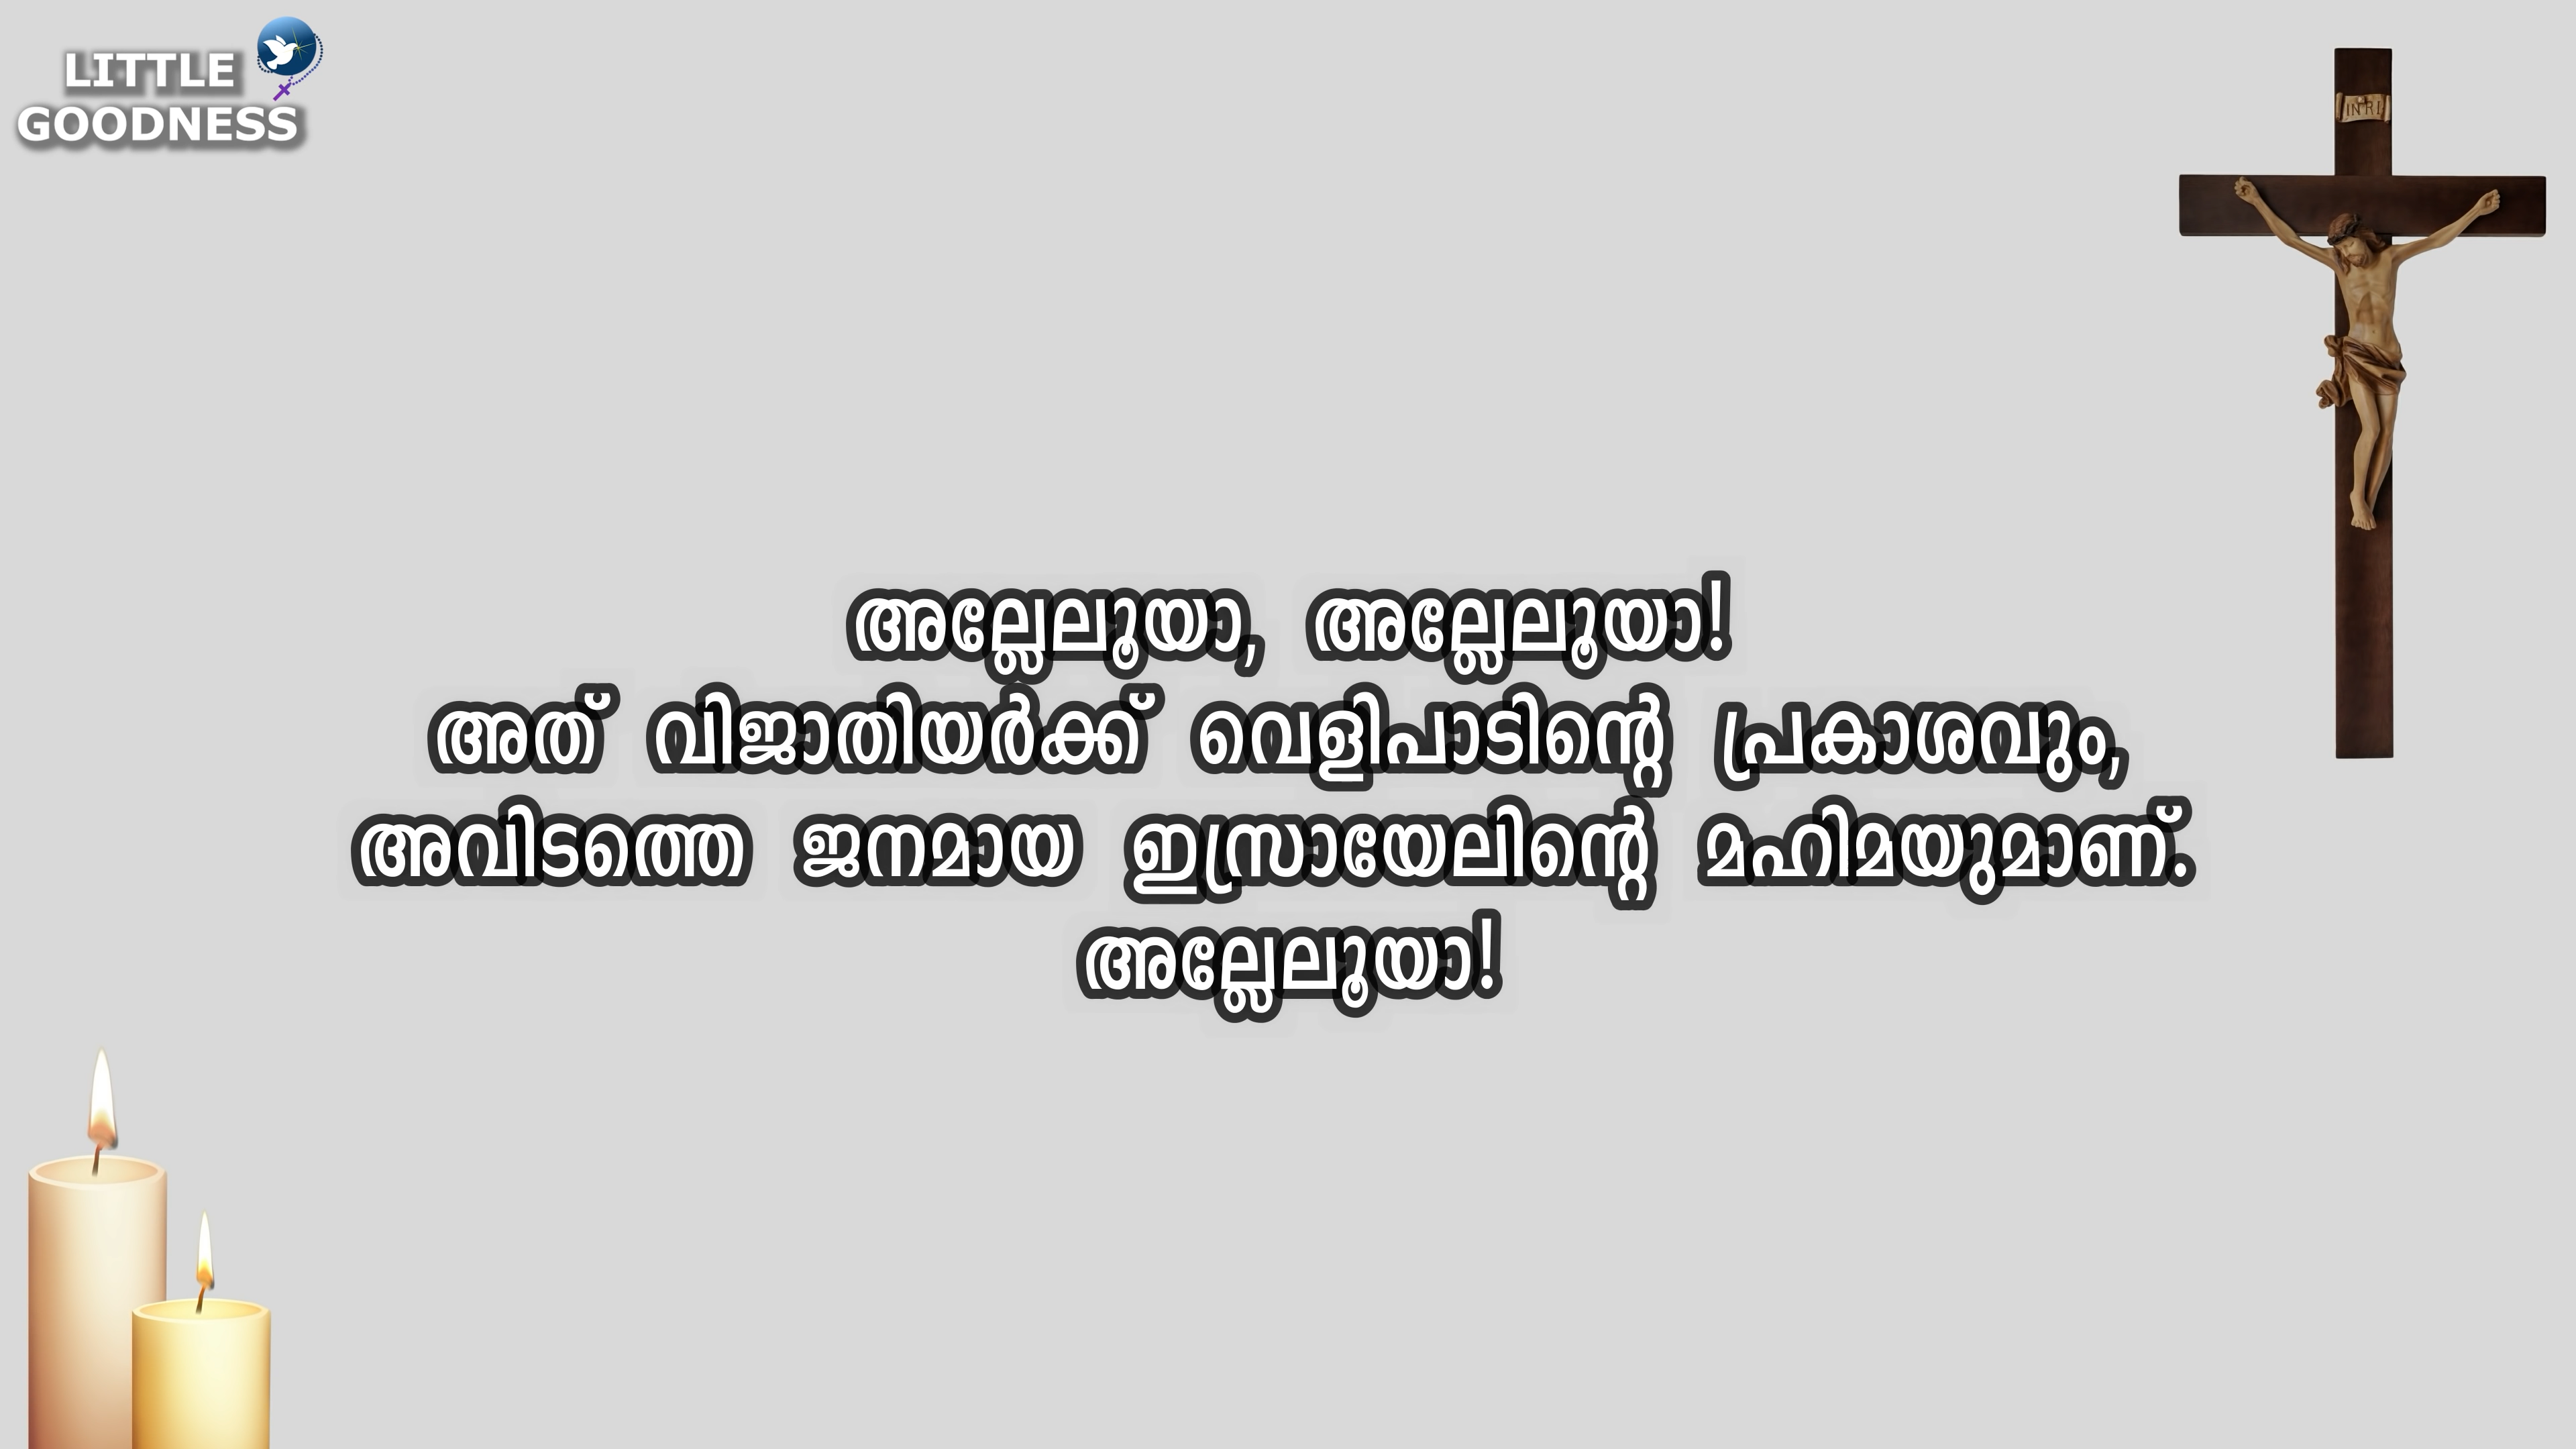 LITTLE
GOODNESS
INRI
അല്ലേലൂയാ, അല്ലേലൂയാ!
അത് വിജാതിയർക്ക് വെളിപാടിന്റെ പ്രകാശവും,
അവിടത്തെ ജനമായ ഇസ്രായേലിന്റെ മഹിമയുമാണ്.
അല്ലേലൂയാ!